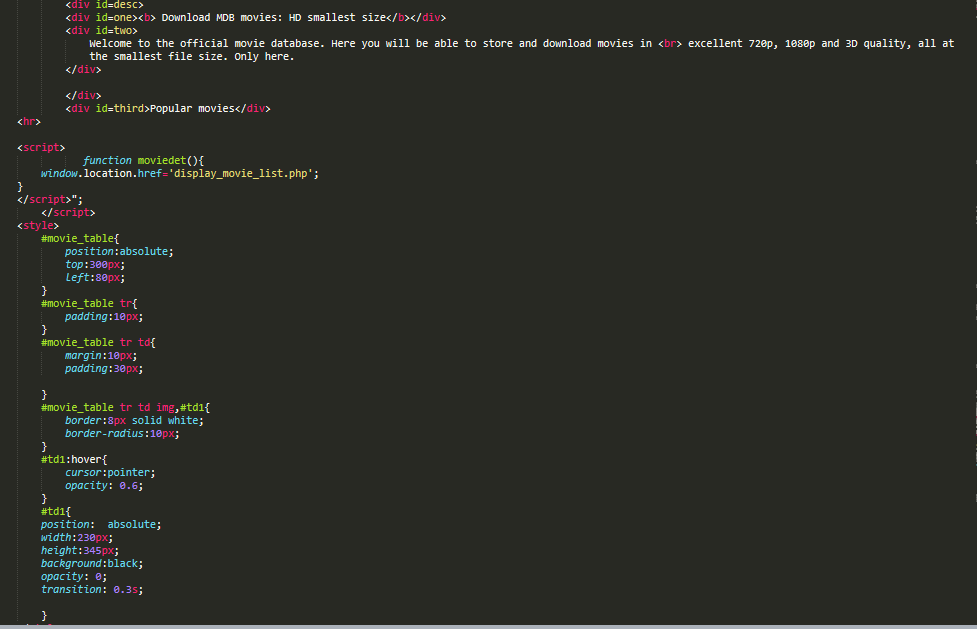 <div id=desc>
<div id=one><b> Download MDB movies: HD smallest size</b></div>
<div id=two>
Welcome to the official movie database. Here you will be able to store and download movies in <br> excellent 720p, 1080p and 3D quality, all at
the smallest file size. Only here.
</div>
</div>
<div id=third>Popular movies</div>
<hr>
<script>
function moviedet(){
window.location.href='display_movie_list.php';
}
</script>";
</script>
<style>
#movie_table{
position:absolute;
top:300px;
left:80px;
}
#movie_table tr{
padding:10px;
}
#movie_table tr td{
margin:10px;
padding:30px;
}
#movie_table tr td img,#td1{
border:8px solid white;
border-radius:10px;
}
#td1:hover{
cursor:pointer;
opacity: 0.6;
}
#td1{
position:  absolute;
width:230px;
height:345px;
background:black;
opacity: 0;
transition: 0.3s;
}